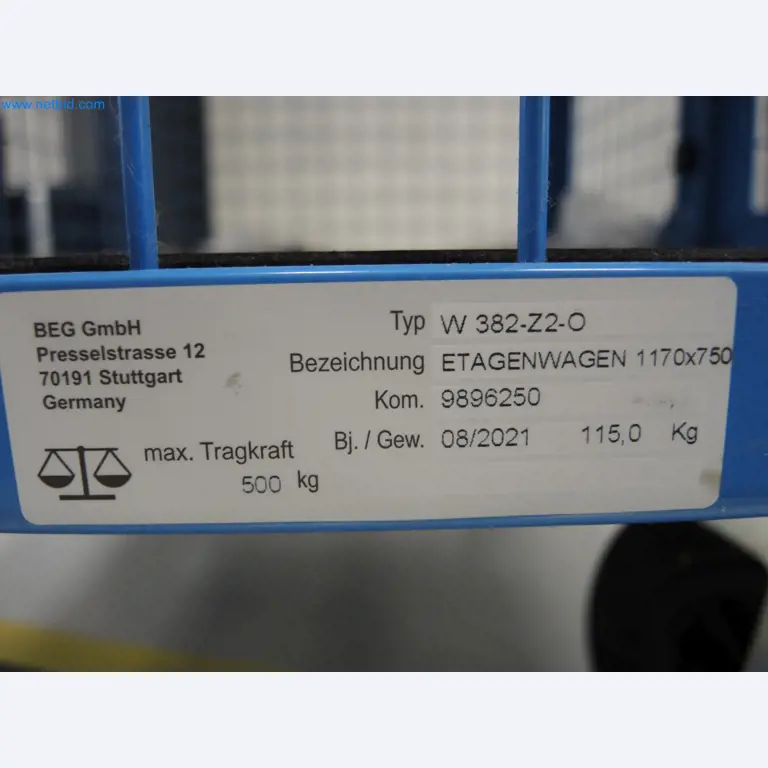 www.netbid.com
BEG GmbH
Presselstrasse 12
70191 Stuttgart
Germany
max. Tragkraft
500 kg
Typ W 382-Z2-O
Bezeichnung ETAGENWAGEN 1170x750
Kom. 9896250
Bj. / Gew. 08/2021 115,0 Kg